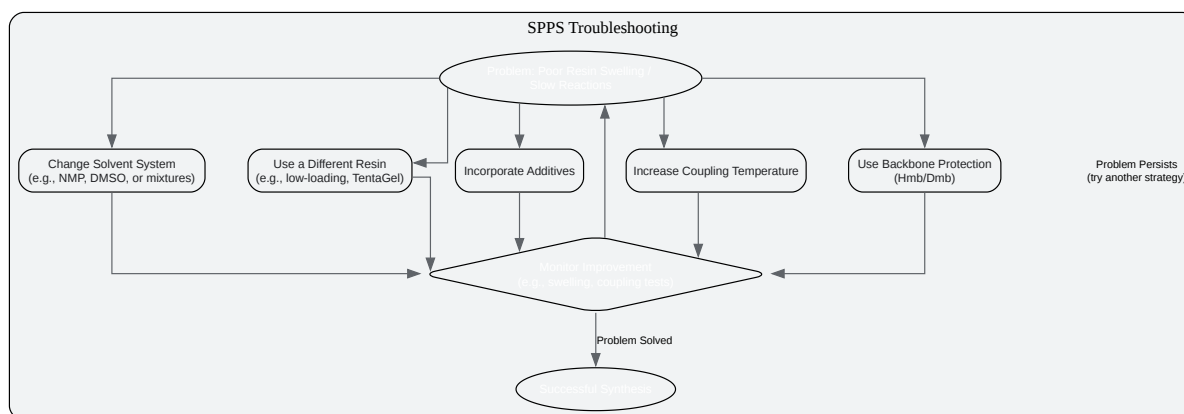 SPPS Troubleshooting
Problem: Poor Resin Swelling /
Slow Reactions
Change Solvent System
(e.g., NMP, DMSO, or mixtures)
Use a Different Resin
(e.g., low-loading, TentaGel)
Incorporate Additives
Increase Coupling Temperature
Use Backbone Protection
(Hmb/Dmb)
Problem Persists
(try another strategy)
Monitor Improvement
(e.g., swelling, coupling tests)
Problem Solved
Successful Synthesis